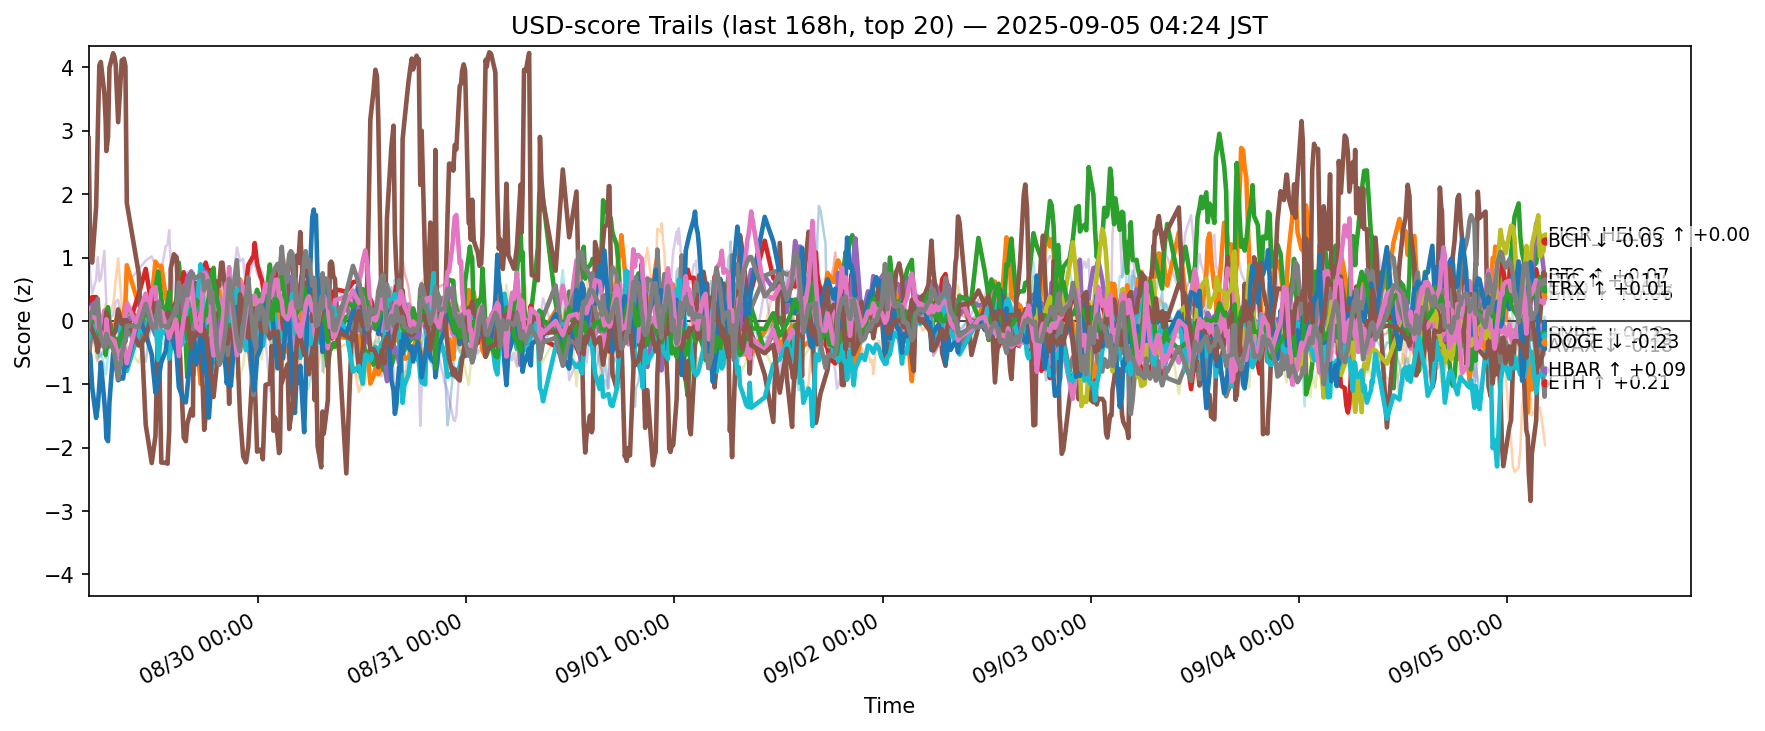 USD-score Trails (last 168h, top 20) — 2025-09-05 04:24 JST
Score (z)
4
3
2
1
0
−1
−2
−3
−4
↑ +0.00
BCH ↓ -0.03
TRX ↑ +0.01
DOGE ↓ -0.23
HBAR ↑ +0.09
ETH ↑ +0.21
08/30 00:00
08/31 00:00
09/01 00:00
09/02 00:00
09/03 00:00
09/04 00:00
09/05 00:00
Time